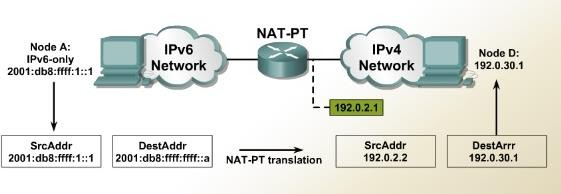 Node A:
IPv6-only
2001:db8:ffff:1::1
IPv6
Network
NAT-PT
IPv4
Network
Node D:
192.0.30.1
192.0.2.1
SrcAddr
2001:db8:ffff:1::1
DestAddr
2001:db8:ffff:ffff::a
NAT-PT translation
SrcAddr
192.0.2.2
DestArrr
192.0.30.1